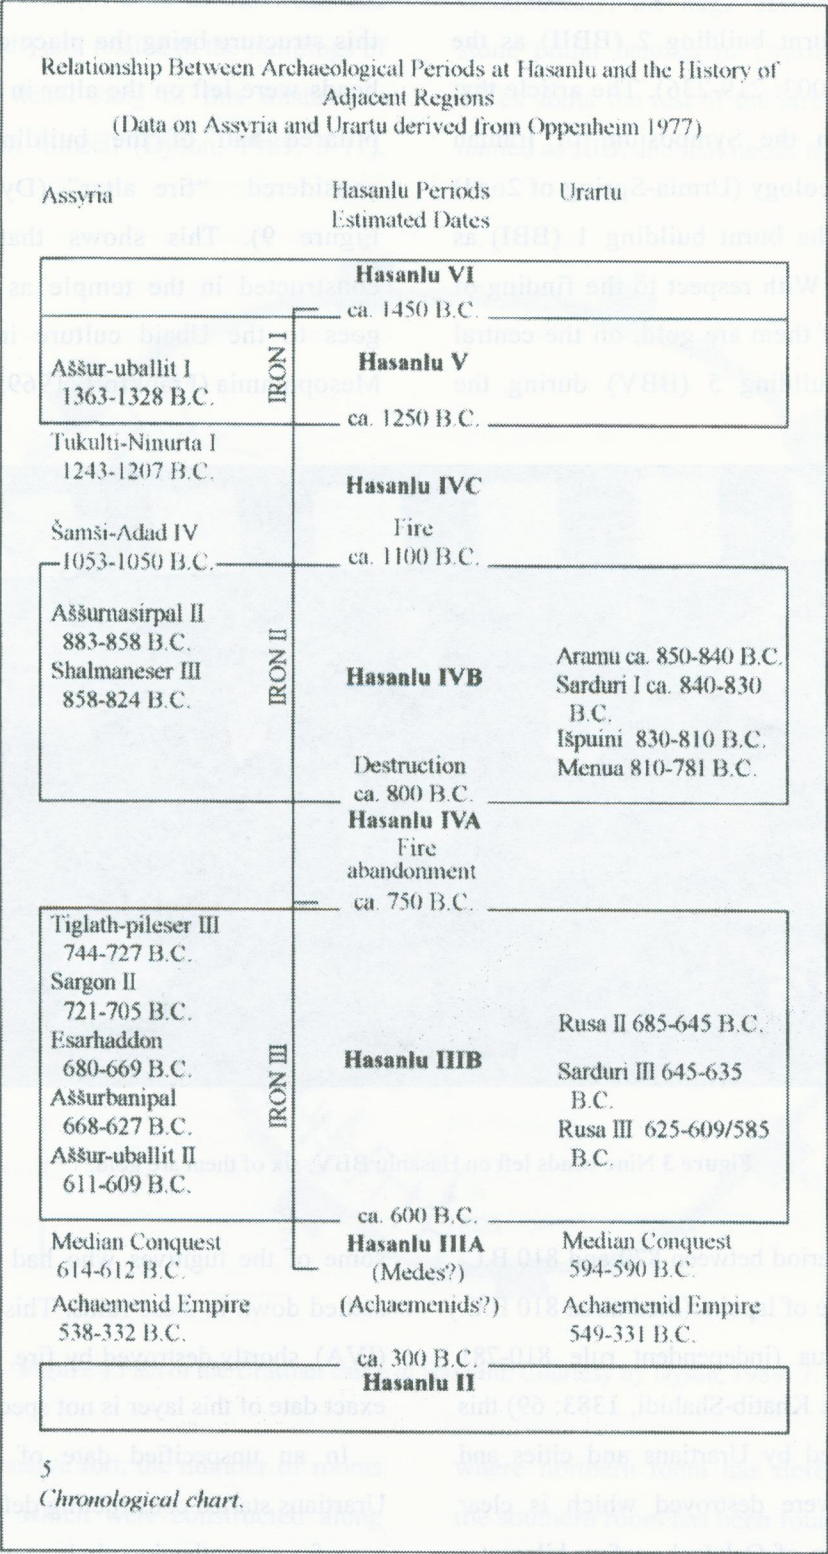 Relationship Between Archaeological Periods at Hasanlu and the History of
Adjacent Regions
(Data on Assyria and Urartu derived from Oppenheim 1977)
Assyria
Hasanlu Periods
Estimated Dates
Urartu
Hasanlu VI
ca. 1450 B.C.
IRON I
Hasanlu V
Aššur-uballit I
1363-1328 B.C.
ca. 1250 B.C.
Tukulti-Ninurta I
1243-1207 B.C.
Hasanlu IVC
Šamši-Adad IV
1053-1050 B.C.
Fire
ca. 1100 B.C.
Aššurnasirpal II
883-858 B.C.
Shalmaneser III
858-824 B.C.
IRON II
Hasanlu IVB
Aramu ca. 850-840 B.C.
Sarduri I ca. 840-830
B.C.
Išpuini 830-810 B.C.
Menua 810-781 B.C.
Destruction
ca. 800 B.C.
Hasanlu IVA
Fire
abandonment
ca. 750 B.C.
Tiglath-pileser III
744-727 B.C.
Sargon II
721-705 B.C.
Esarhaddon
680-669 B.C.
Aššurbanipal
668-627 B.C.
Aššur-uballit II
611-609 B.C.
IRON III
Hasanlu IIIB
Rusa II 685-645 B.C.
Sarduri III 645-635
B.C.
Rusa III 625-609/585
B.C.
ca. 600 B.C.
Median Conquest
614-612 B.C.
Hasanlu IIIA
(Medes?)
Median Conquest
594-590 B.C.
Achaemenid Empire
538-332 B.C.
(Achaemenids?)
Achaemenid Empire
549-331 B.C.
ca. 300 B.C.
Hasanlu II
5
Chronological chart.